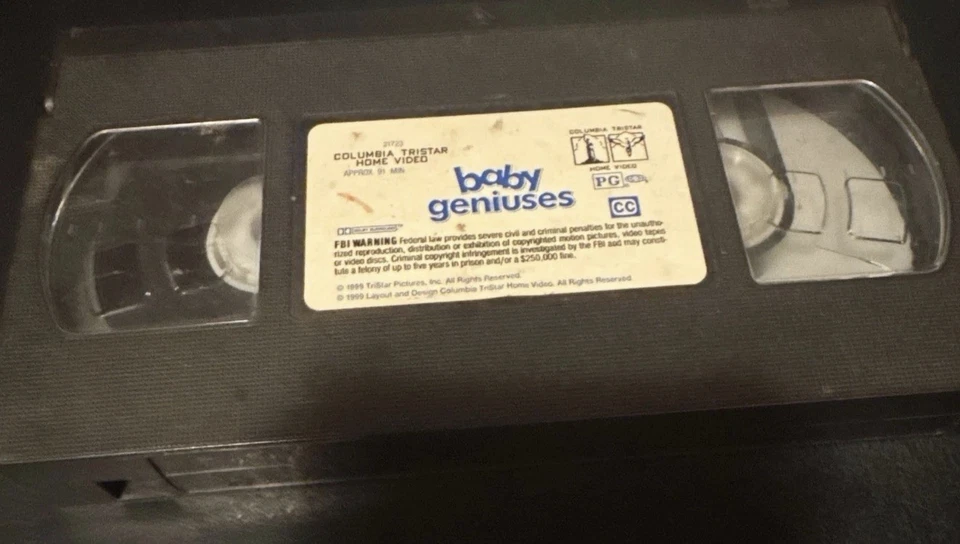 COLUMBIA TRISTAR
HOME VIDEO
APPROX. 91 MIN.
COLUMBIA TRISTAR
HOME VIDEO
PG
baby
geniuses
CC
FBI WARNING Federal law provides severe civil and criminal penalties for the unautho-
rized reproduction, distribution or exhibition of copyrighted motion pictures, video tapes
or video discs. Criminal copyright infringement is investigated by the FBI and may consti-
tute a felony of up to five years in prison and/or a $250,000 fine.
© 1999 TriStar Pictures, Inc. All Rights Reserved.
© 1999 Layout and Design Columbia TriStar Home Video. All Rights Reserved.